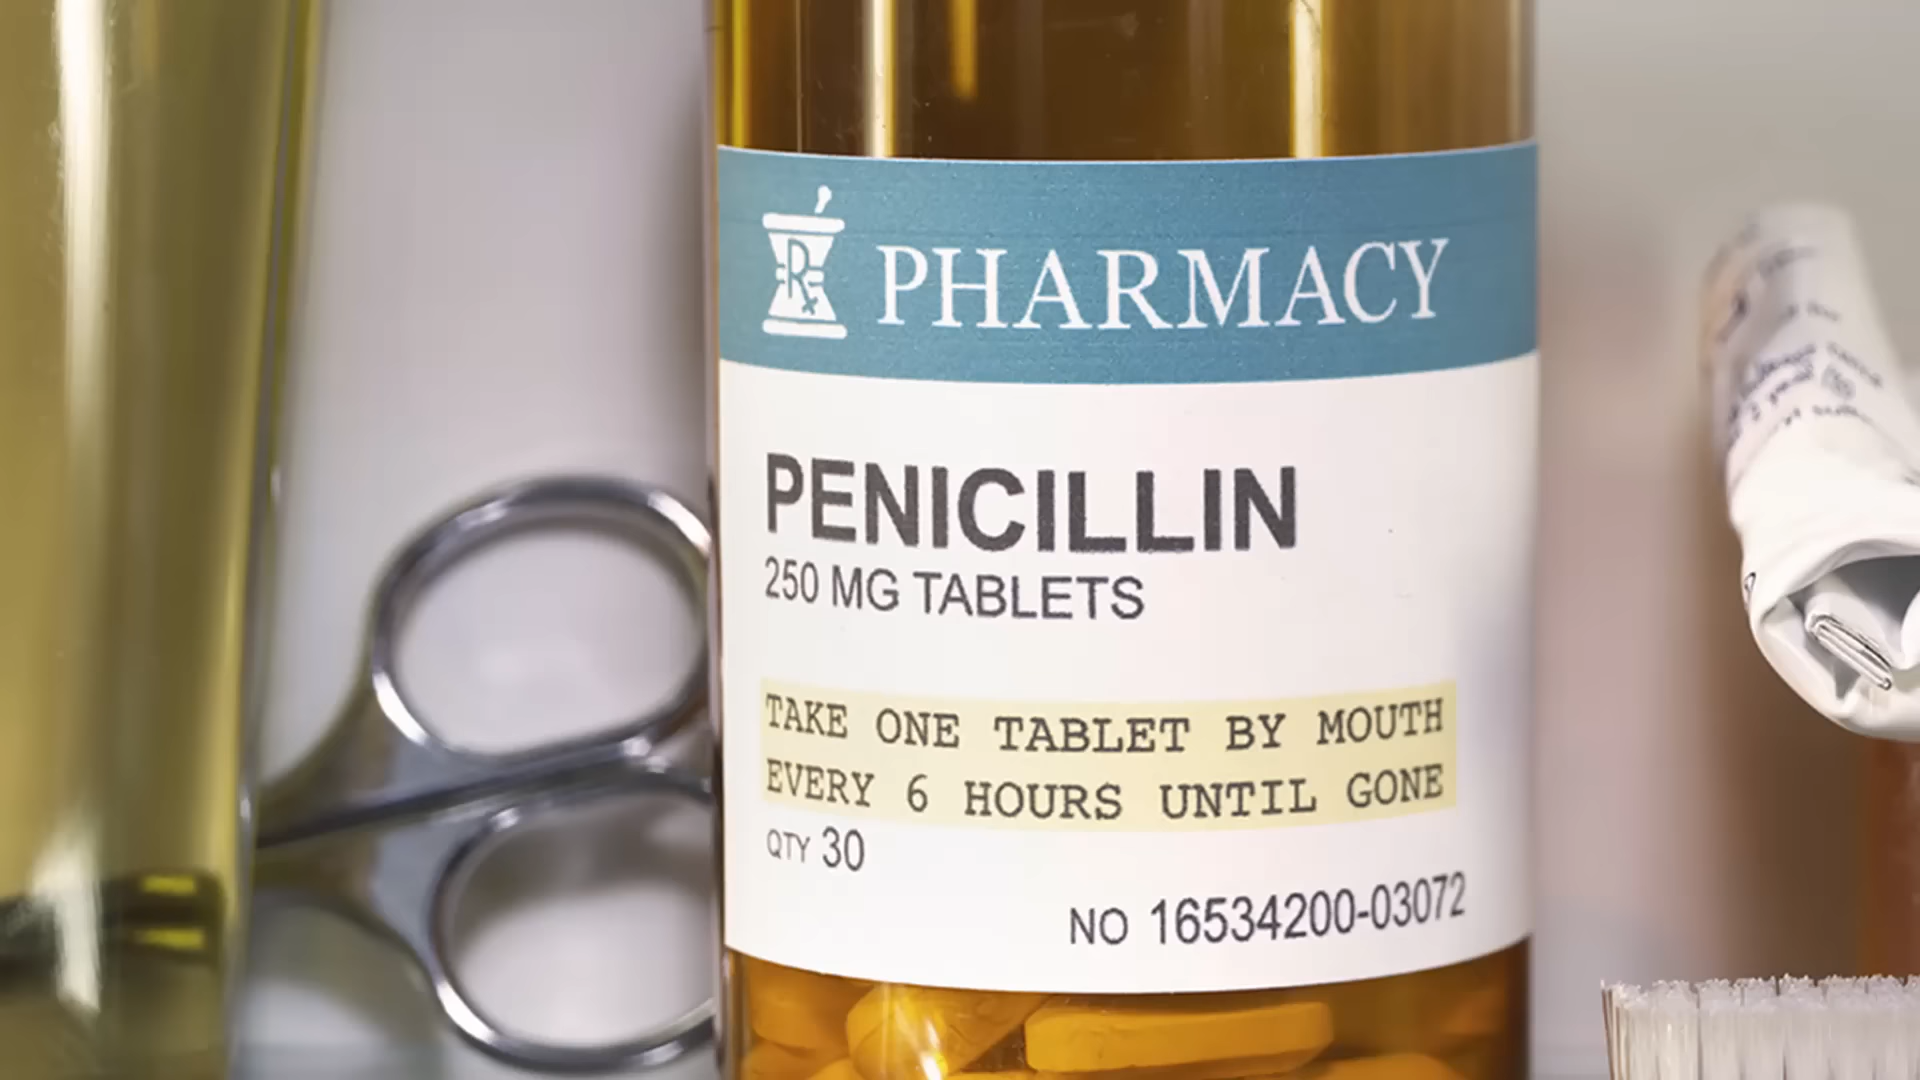 Rx PHARMACY
PENICILLIN
250 MG TABLETS
TAKE ONE TABLET BY MOUTH
EVERY 6 HOURS UNTIL GONE
QTY 30
NO 16534200-03072